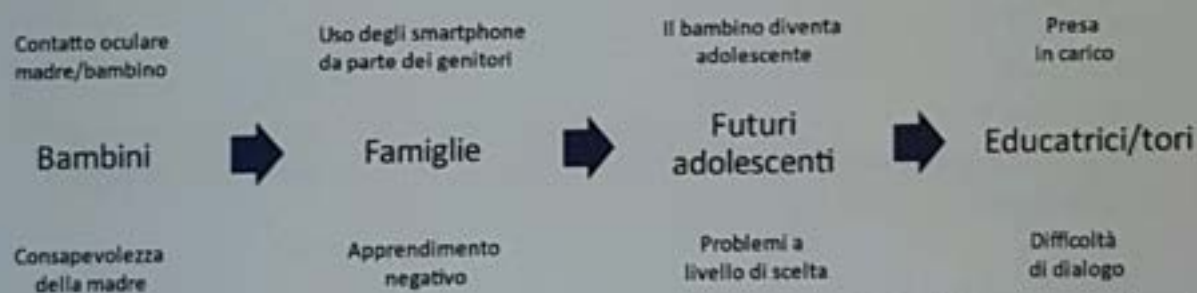 Contatto oculare
madre/bambino
Uso degli smartphone
da parte dei genitori
Il bambino diventa
adolescente
Presa
in carico
Bambini
Famiglie
Futuri
adolescenti
Educatrici/tori
Consapevolezza
della madre
Apprendimento
negativo
Problemi a
livello di scelta
Difficoltà
di dialogo